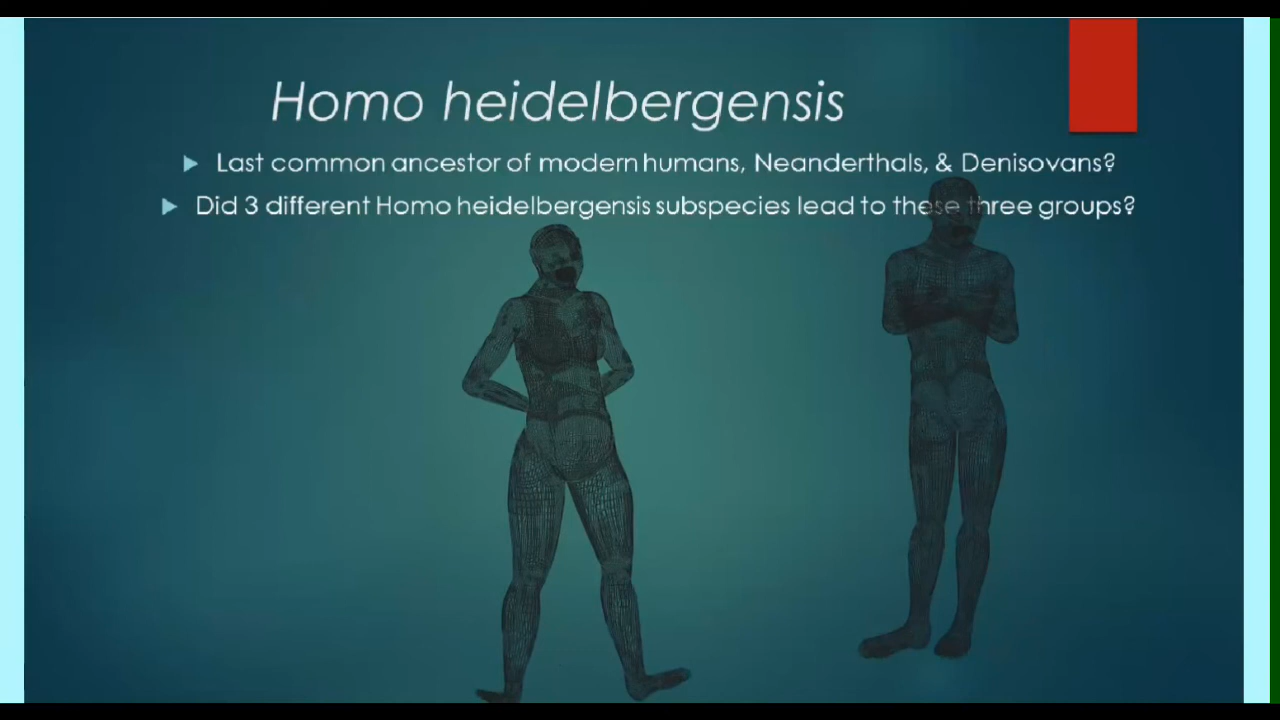 Homo heidelbergensis
Last common ancestor of modern humans, Neanderthals, & Denisovans?
Did 3 different Homo heidelbergensis subspecies lead to these three groups?